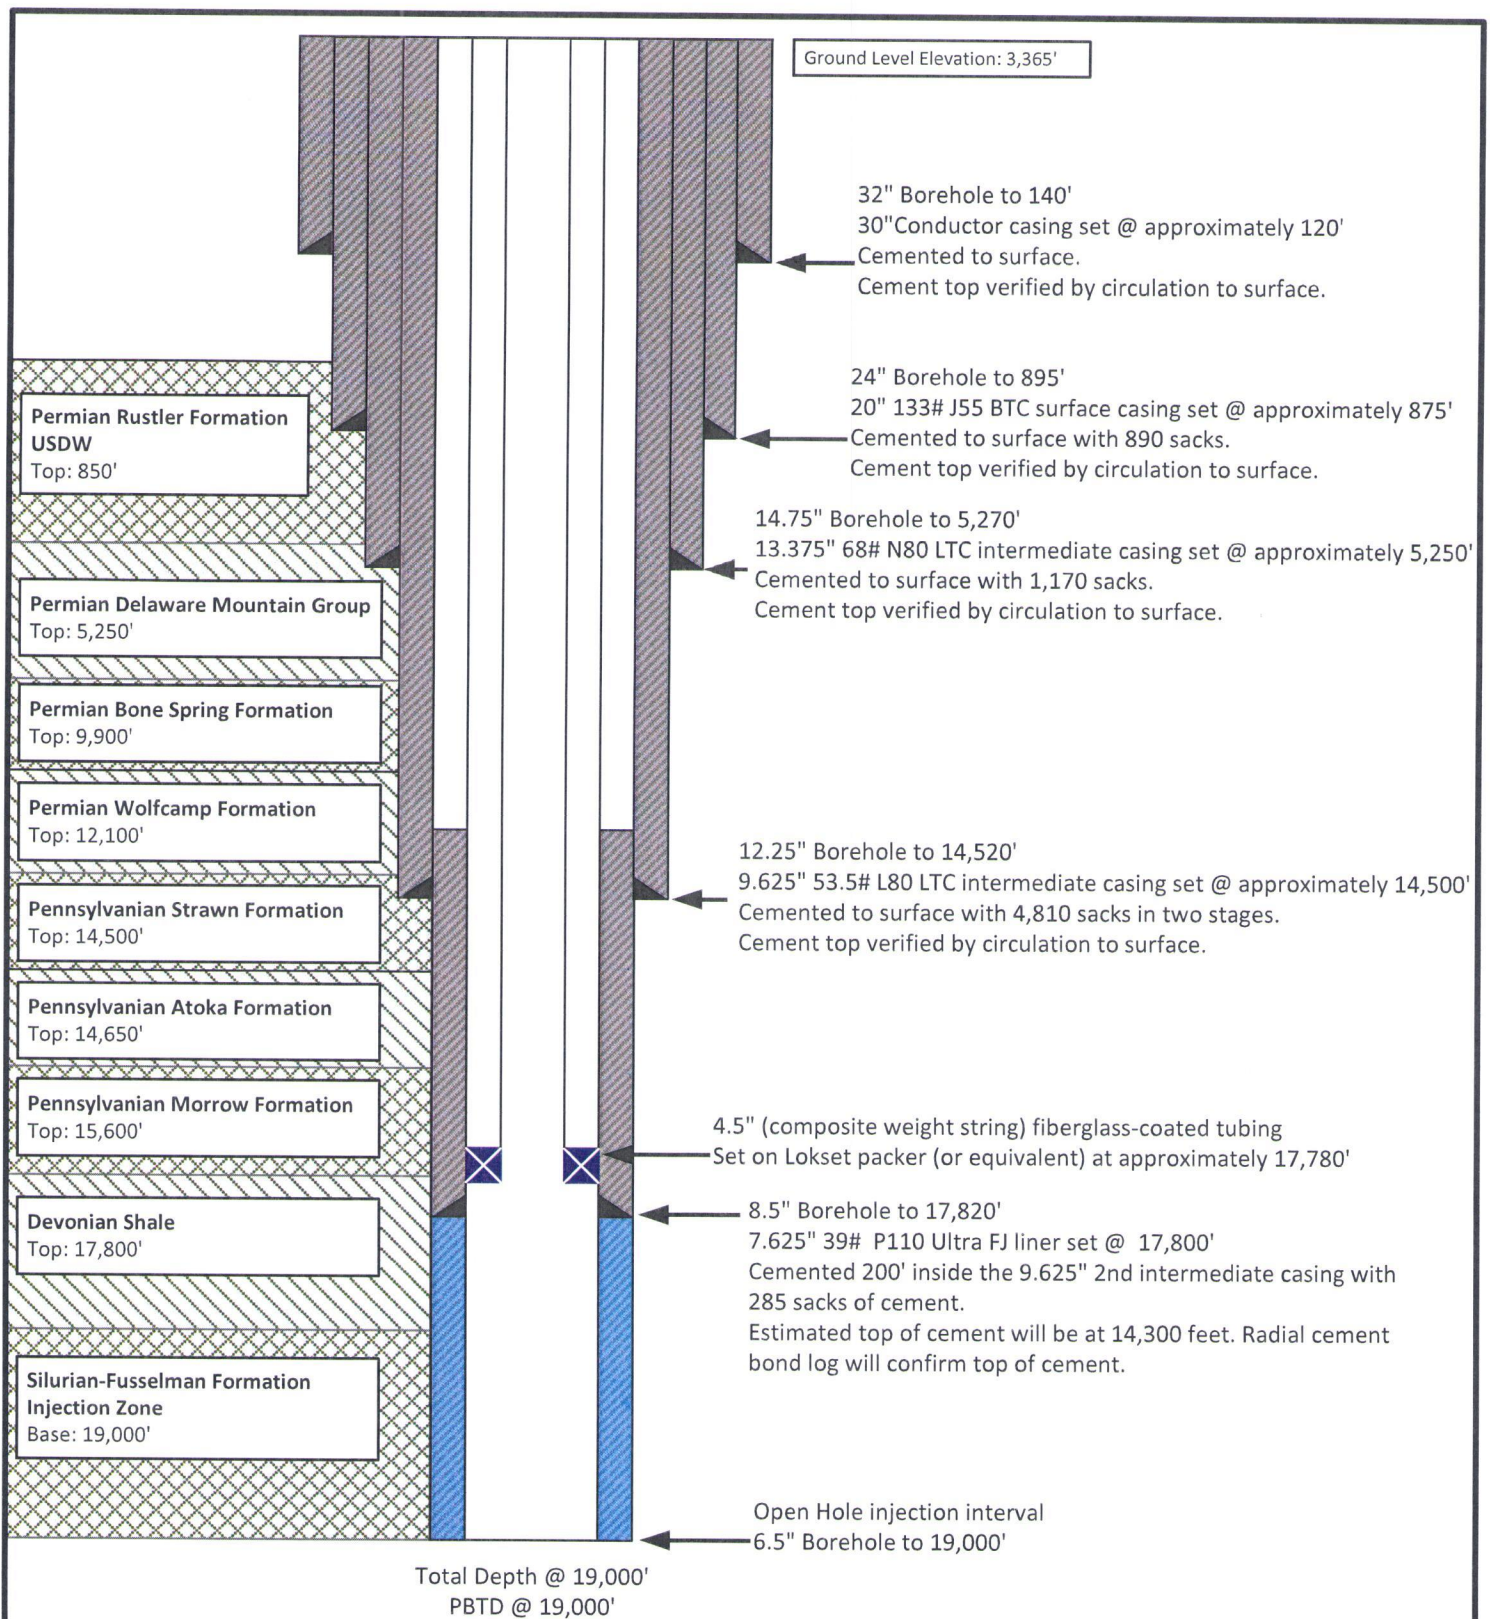 Ground Level Elevation: 3,365'
32" Borehole to 140'
30"Conductor casing set @ approximately 120'
Cemented to surface.
Cement top verified by circulation to surface.
24" Borehole to 895'
20" 133# J55 BTC surface casing set @ approximately 875'
Cemented to surface with 890 sacks.
Cement top verified by circulation to surface.
Permian Rustler Formation
USDW
Top: 850'
14.75" Borehole to 5,270'
13.375" 68# N80 LTC intermediate casing set @ approximately 5,250'
Cemented to surface with 1,170 sacks.
Cement top verified by circulation to surface.
Permian Delaware Mountain Group
Top: 5,250'
Permian Bone Spring Formation
Top: 9,900'
Permian Wolfcamp Formation
Top: 12,100'
12.25" Borehole to 14,520'
9.625" 53.5# L80 LTC intermediate casing set @ approximately 14,500'
Cemented to surface with 4,810 sacks in two stages.
Cement top verified by circulation to surface.
Pennsylvanian Strawn Formation
Top: 14,500'
Pennsylvanian Atoka Formation
Top: 14,650'
Pennsylvanian Morrow Formation
Top: 15,600'
4.5" (composite weight string) fiberglass-coated tubing
Set on Lokset packer (or equivalent) at approximately 17,780'
Devonian Shale
Top: 17,800'
8.5" Borehole to 17,820'
7.625" 39# P110 Ultra FJ liner set @ 17,800'
Cemented 200' inside the 9.625" 2nd intermediate casing with
285 sacks of cement.
Estimated top of cement will be at 14,300 feet. Radial cement
bond log will confirm top of cement.
Silurian-Fusselman Formation
Injection Zone
Base: 19,000'
Open Hole injection interval
6.5" Borehole to 19,000'
Total Depth @ 19,000'
PBTD @ 19,000'